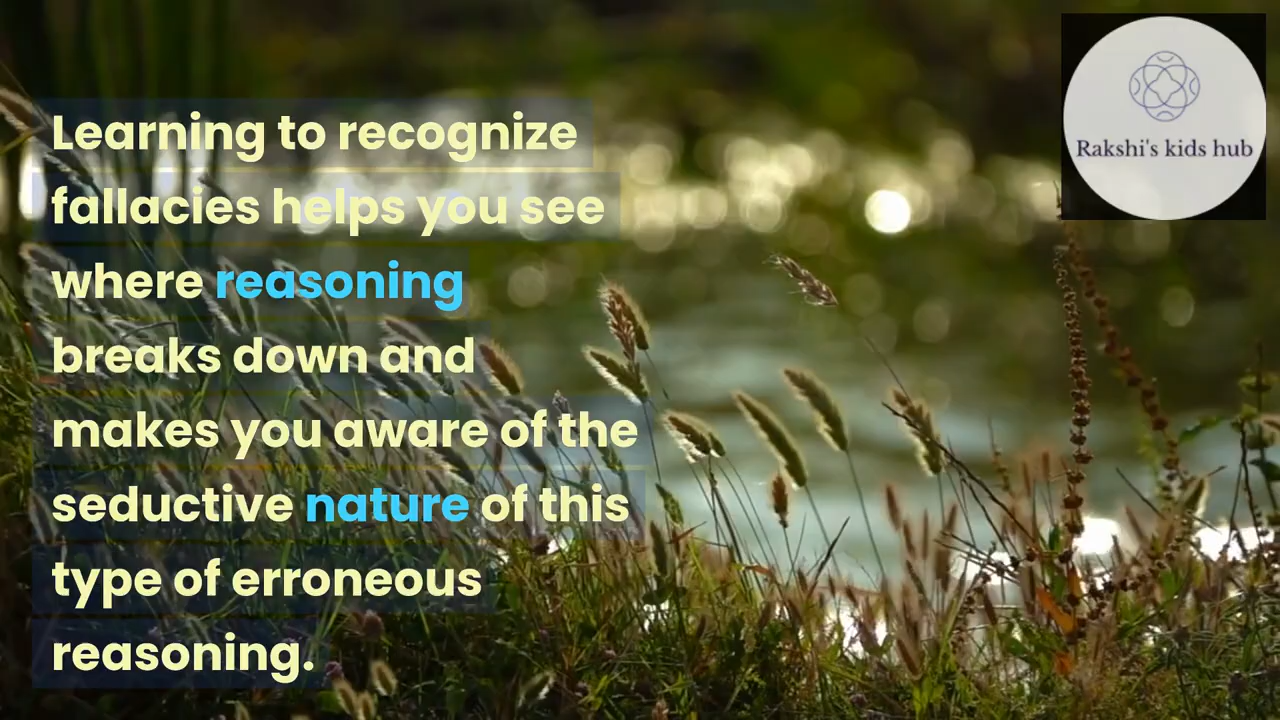 Learning to recognize
fallacies helps you see
where reasoning
breaks down and
makes you aware of the
seductive nature of this
type of erroneous
reasoning.
Rakshi's kids hub